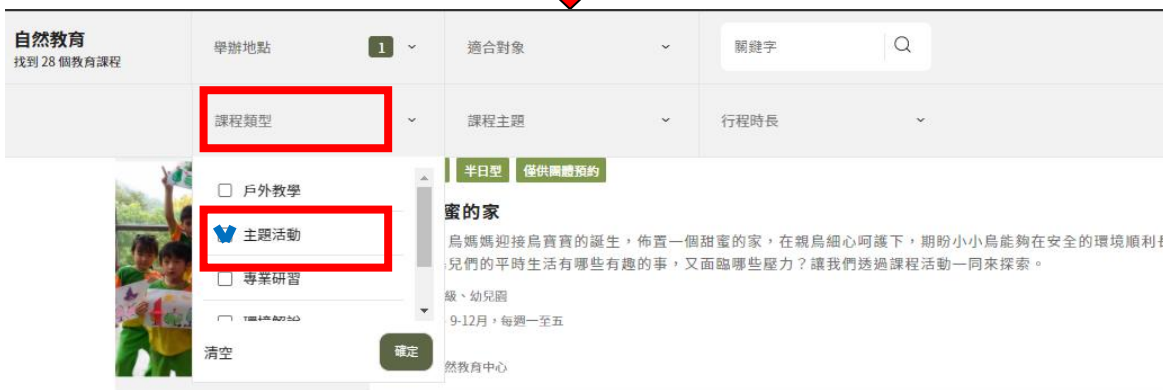 自然教育
找到 28 個教育課程
舉辦地點
1
適合對象
關鍵字
課程類型
課程主題
行程時長
半日型
僅供團體預約
戶外教學
主題活動
專業研習
環境解說
清空
確定
蜜的家
鳥媽媽迎接鳥寶寶的誕生，佈置一個甜蜜的家，在親鳥細心呵護下，期盼小小鳥能夠在安全的環境順利
兒們的平時生活有哪些有趣的事，又面臨哪些壓力？讓我們透過課程活動一同來探索。
級、幼兒園
9-12月，每週一至五
然教育中心